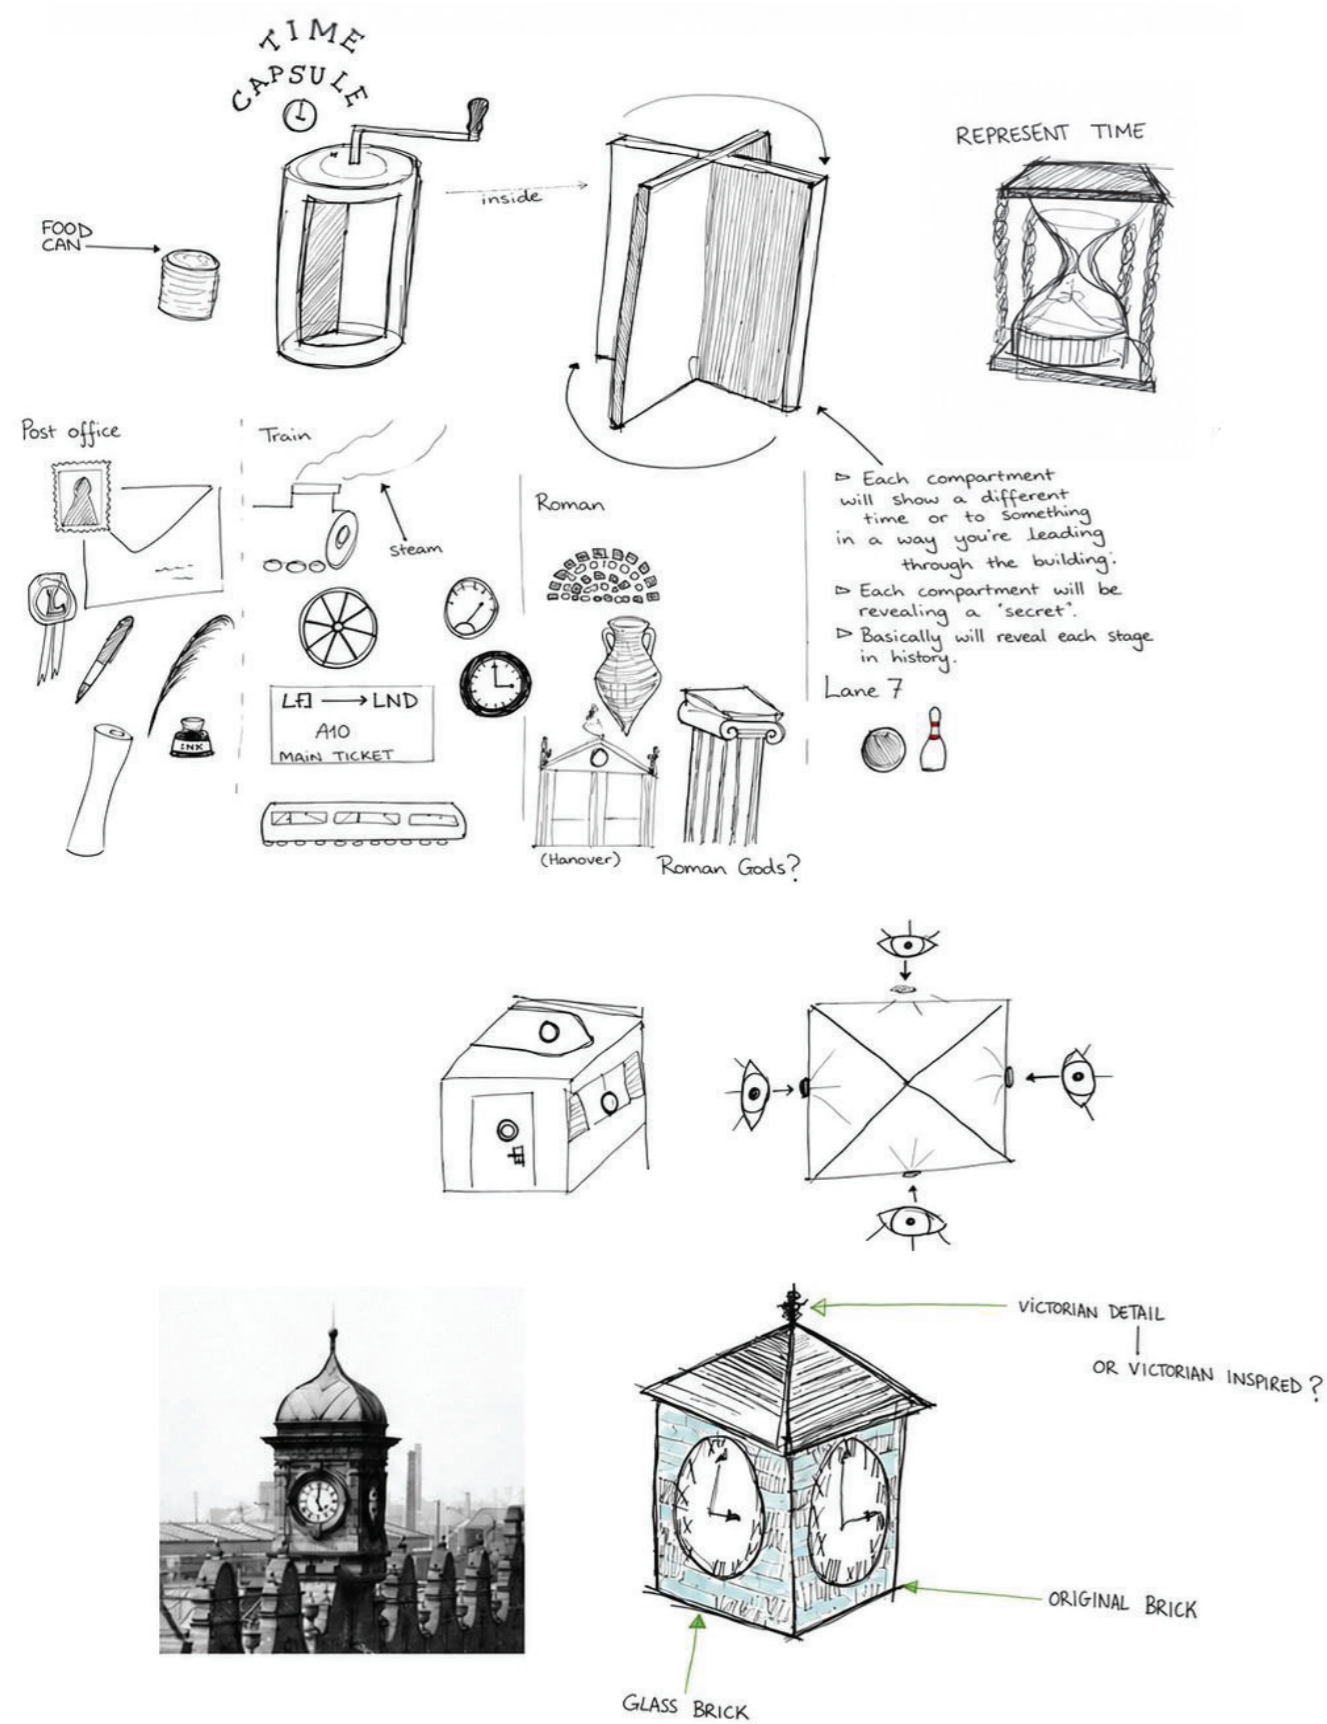 TIME
CAPSULE
inside
REPRESENT TIME
FOOD
CAN
Post office
L
INK
Train
steam
LEI → LND
A10
MAIN TICKET
Roman
(Hanover)
Roman Gods?
▷ Each compartment
will show a different
time or to something
in a way you're leading
through the building.
▷ Each compartment will be
revealing a "secret".
▷ Basically will reveal each stage
in history.
Lane 7
VICTORIAN DETAIL
OR VICTORIAN INSPIRED?
ORIGINAL BRICK
GLASS BRICK